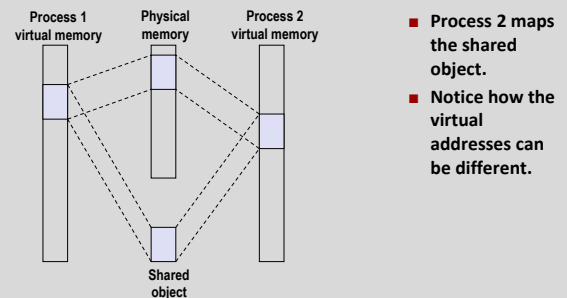 Process 1
virtual memory
Physical
memory
Process 2
virtual memory
Shared
object
■ Process 2 maps
the shared
object.
■ Notice how the
virtual
addresses can
be different.